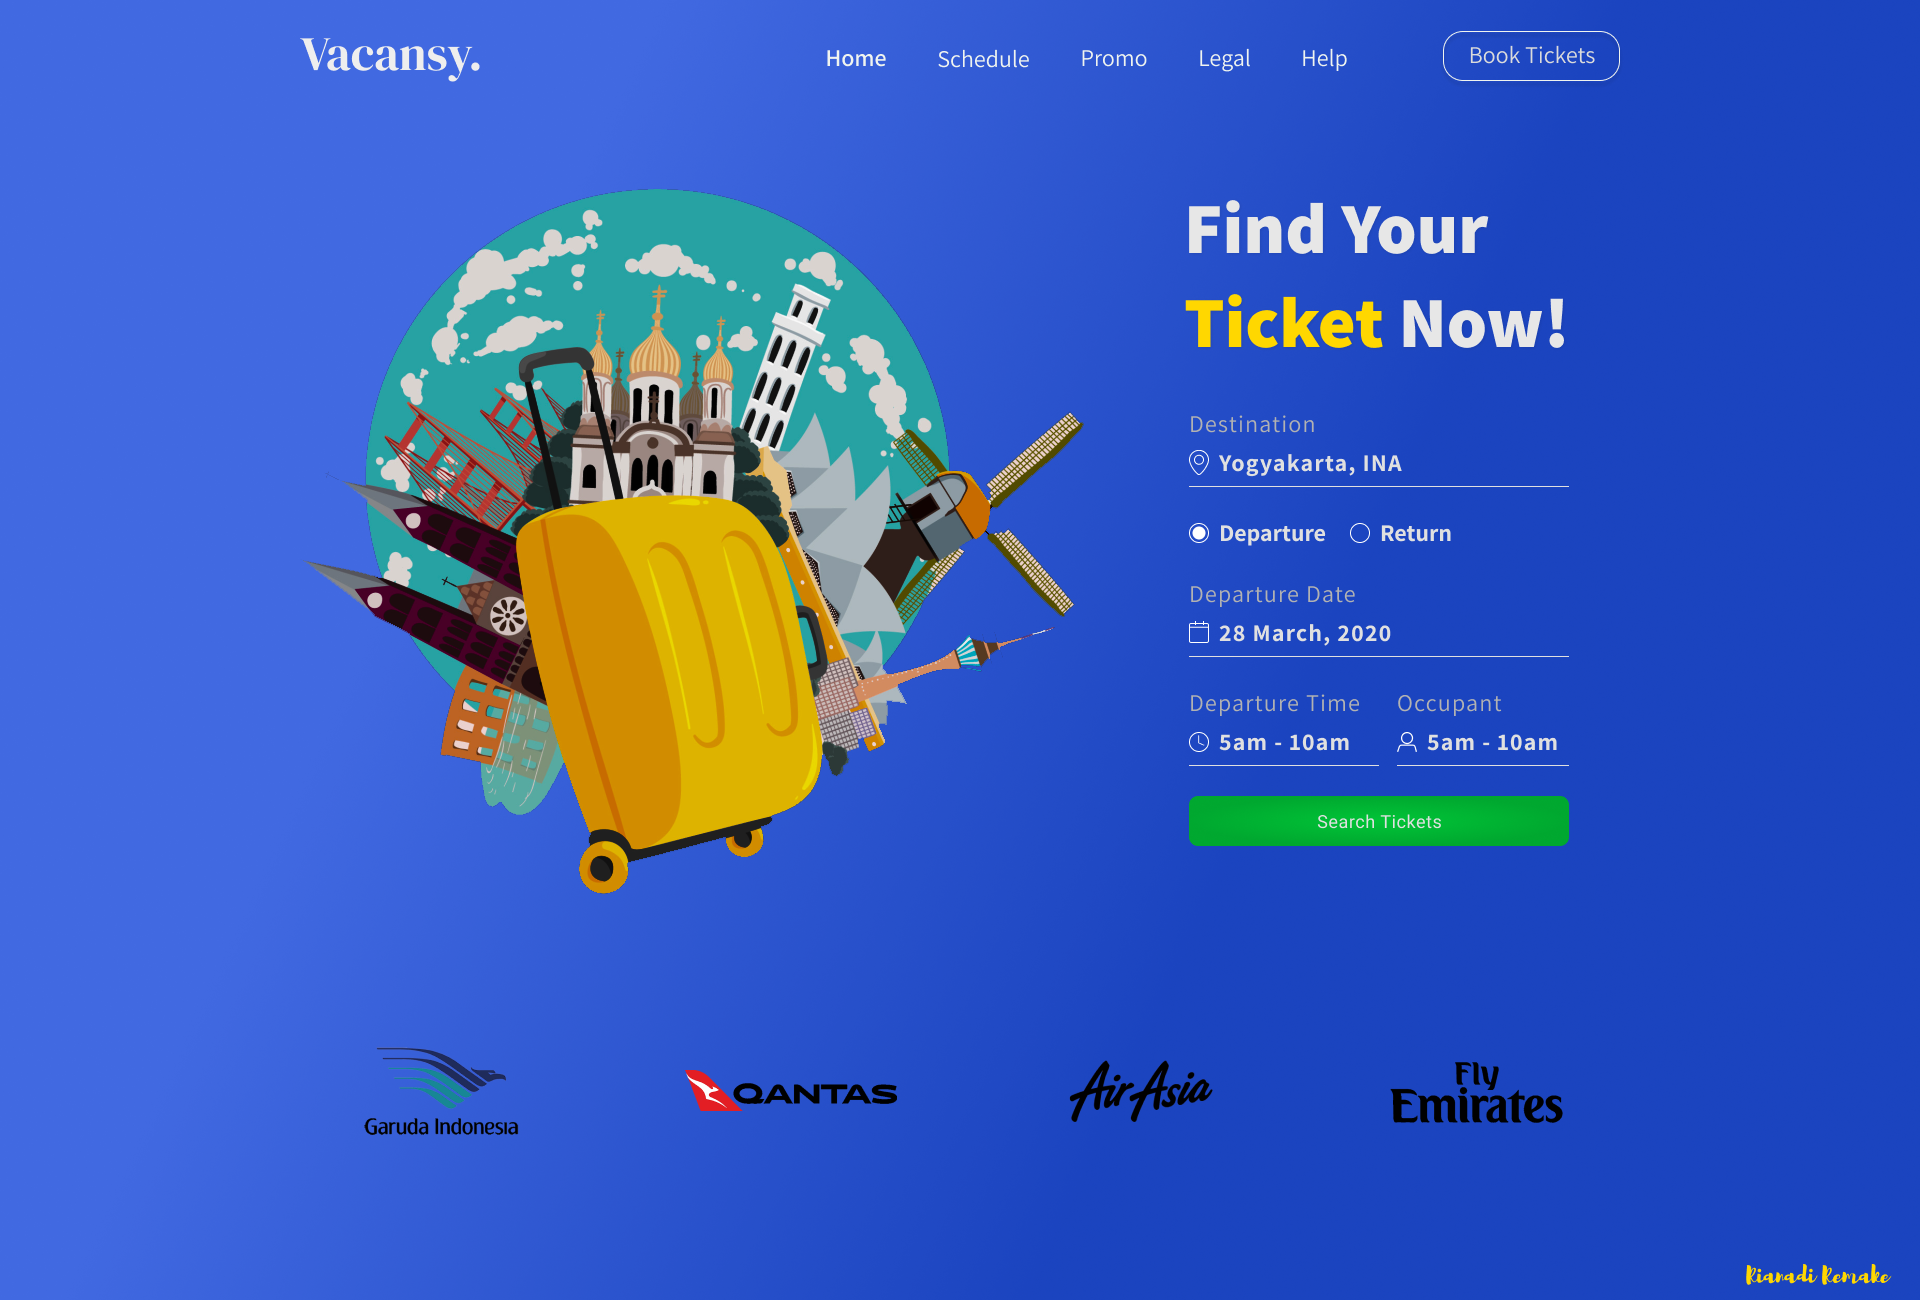 Vacansy.
Home Schedule Promo Legal Help Book Tickets
Find Your
Ticket Now!
Destination
Yogyakarta, INA
Departure Return
Departure Date
28 March, 2020
Departure Time Occupant
5am - 10am 5am - 10am
Search Tickets
Garuda Indonesia
QANTAS
AirAsia
Fly
Emirates
Rianadi Remake